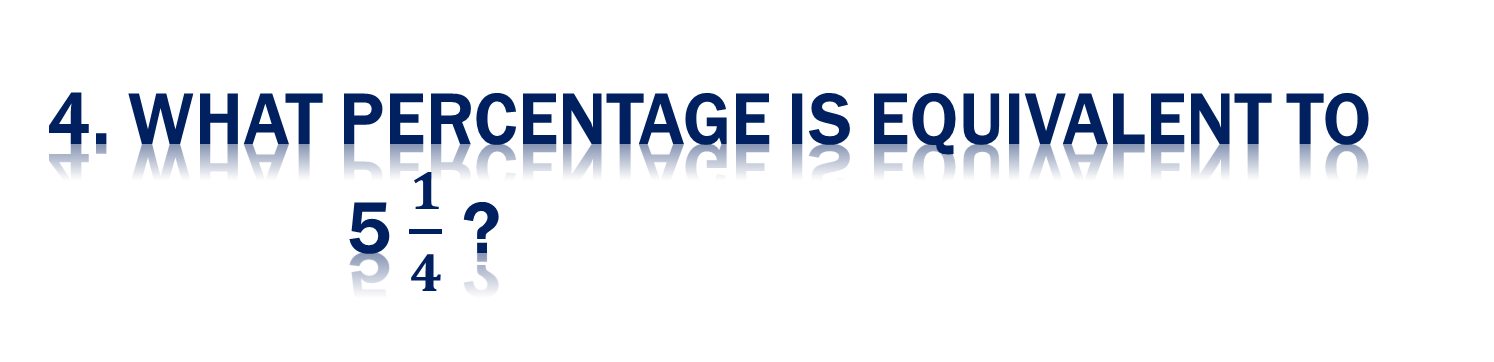 4. WHAT PERCENTAGE IS EQUIVALENT TO
5 1/4 ?